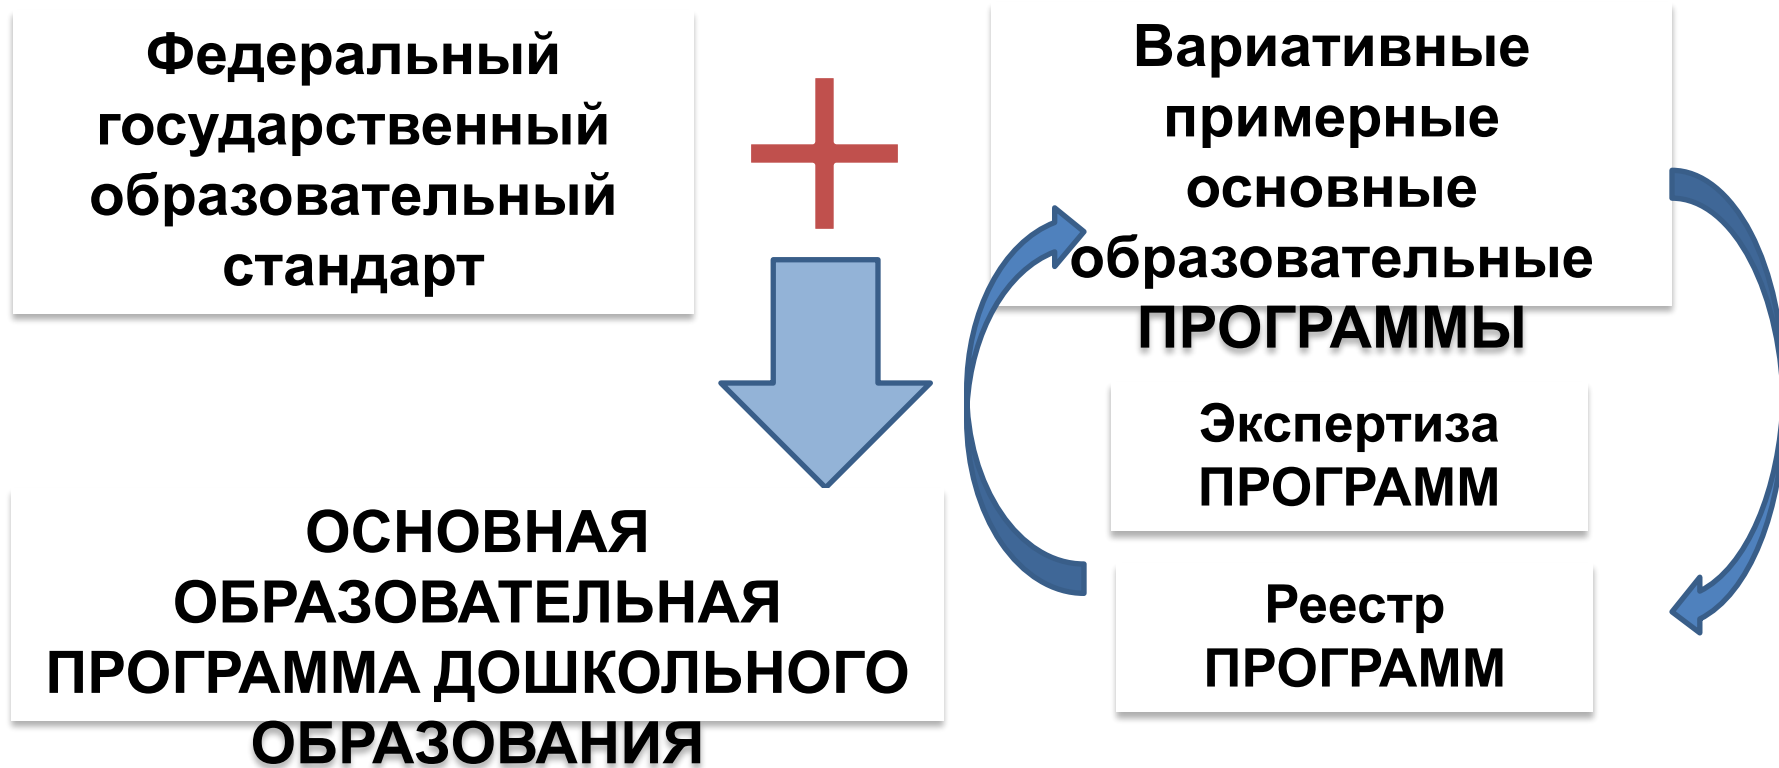 Федеральный
государственный
образовательный
стандарт
Вариативные
примерные
основные
образовательные
ПРОГРАММЫ
Экспертиза
ПРОГРАММ
Реестр
ПРОГРАММ
ОСНОВНАЯ
ОБРАЗОВАТЕЛЬНАЯ
ПРОГРАММА ДОШКОЛЬНОГО
ОБРАЗОВАНИЯ